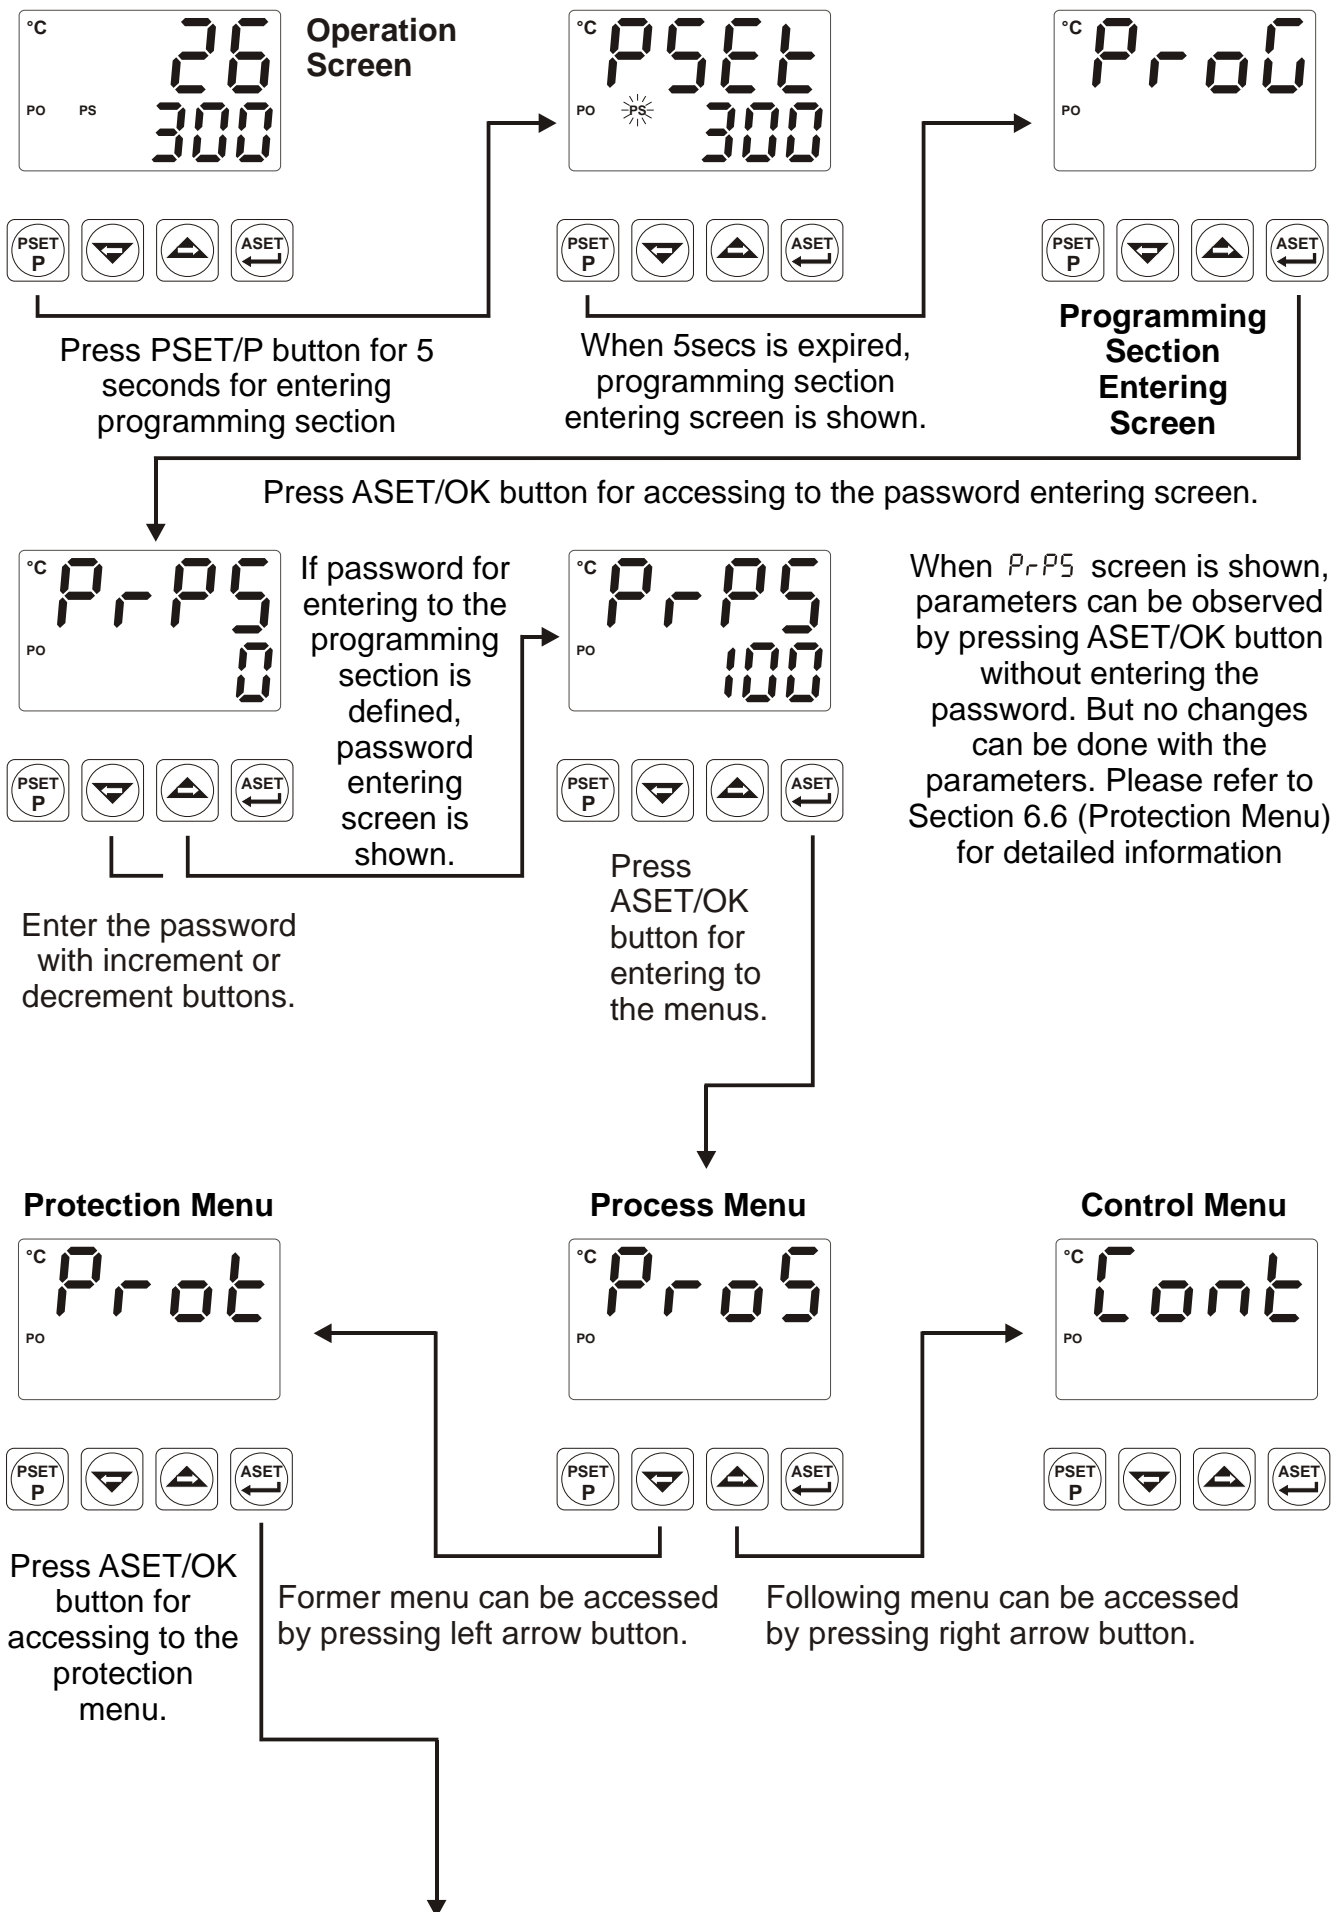 °C 26
PO PS 300
Operation
Screen
°C PSEt
PO PS 300
°C ProG
PO
PSET P ASET
PSET P ASET
PSET P ASET
Press PSET/P button for 5
seconds for entering
programming section
When 5secs is expired,
programming section
entering screen is shown.
Programming
Section
Entering
Screen
Press ASET/OK button for accessing to the password entering screen.
°C PrPS
PO 0
If password for
entering to the
programming
section is
defined,
password
entering
screen is
shown.
°C PrPS
PO 100
When PrPS screen is shown,
parameters can be observed
by pressing ASET/OK button
without entering the
password. But no changes
can be done with the
parameters. Please refer to
Section 6.6 (Protection Menu)
for detailed information
PSET P ASET
PSET P ASET
Enter the password
with increment or
decrement buttons.
Press
ASET/OK
button for
entering to
the menus.
Protection Menu
°C Prot
PO
Process Menu
°C ProS
PO
Control Menu
°C Cont
PO
PSET P ASET
PSET P ASET
PSET P ASET
Press ASET/OK
button for
accessing to the
protection
menu.
Former menu can be accessed
by pressing left arrow button.
Following menu can be accessed
by pressing right arrow button.